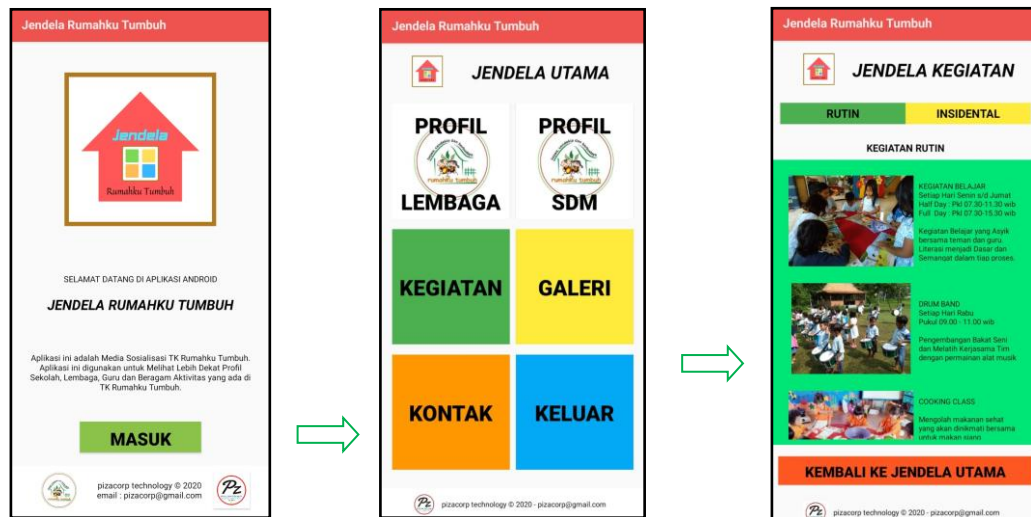 Jendela Rumahku Tumbuh
Jendela
Rumahku Tumbuh
SELAMAT DATANG DI APLIKASI ANDROID
JENDELA RUMAHKU TUMBUH
Aplikasi ini adalah Media Sosialisasi TK Rumahku Tumbuh.
Aplikasi ini digunakan untuk Melihat Lebih Dekat Profil
Sekolah, Lembaga, Guru dan Beragam Aktivitas yang ada di
TK Rumahku Tumbuh.
MASUK
pizacorp technology © 2020
email : pizacorp@gmail.com
Pz
Jendela Rumahku Tumbuh
JENDELA UTAMA
PROFIL
rumahku tumbuh
LEMBAGA
PROFIL
rumahku tumbuh
SDM
KEGIATAN
GALERI
KONTAK
KELUAR
Pz
pizacorp technology © 2020 - pizacorp@gmail.com
Jendela Rumahku Tumbuh
JENDELA KEGIATAN
RUTIN
INSIDENTAL
KEGIATAN RUTIN
KEGIATAN BELAJAR
Setiap Hari Senin s/d Jumat
Half Day : Pkl 07.30-11.30 wib
Full Day : Pkl 07.30-15.30 wib
Kegiatan Belajar yang Asyik
bersama teman dan guru.
Literasi menjadi Dasar dan
Semangat dalam tiap proses.
DRUM BAND
Setiap Hari Rabu
Pukul 09.00 - 11.00 wib
Pengembangan Bakat Seni
dan Melatih Kerjasama Tim
dengan permainan alat musik
COOKING CLASS
Mengolah makanan sehat
yang akan dinikmati bersama
untuk makan siang
KEMBALI KE JENDELA UTAMA
Pz
pizacorp technology © 2020 - pizacorp@gmail.com